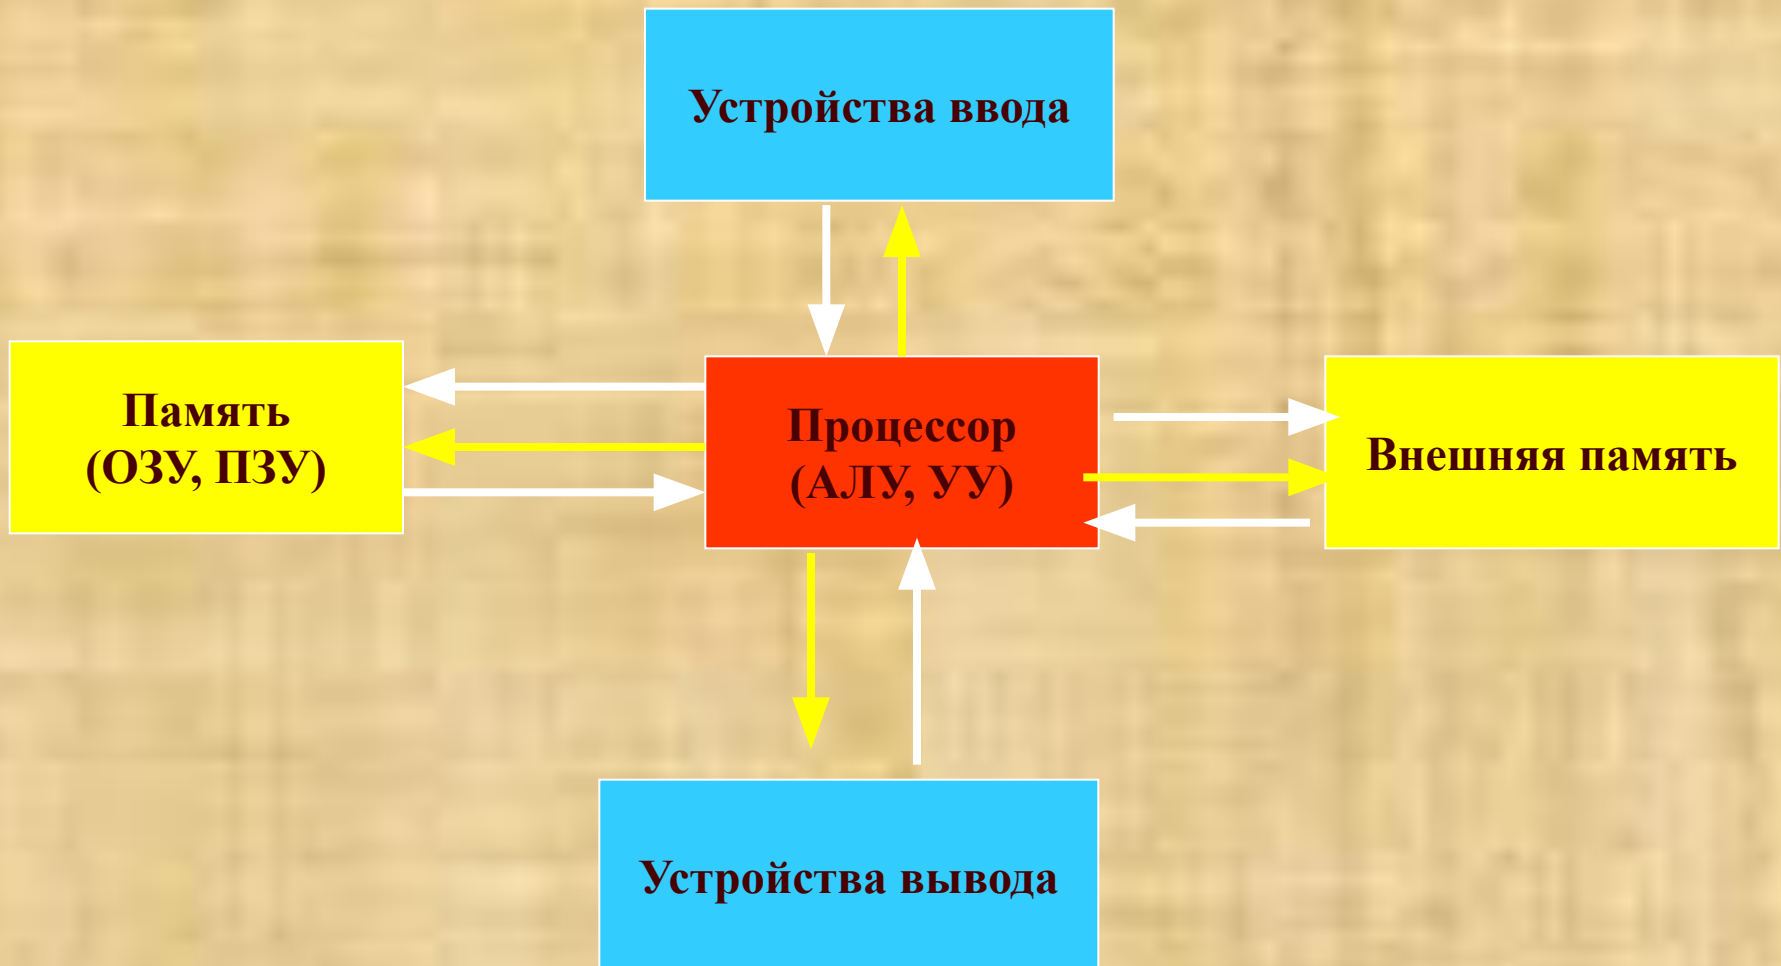 Устройства ввода
Память
(ОЗУ, ПЗУ)
Процессор
(АЛУ, УУ)
Внешняя память
Устройства вывода